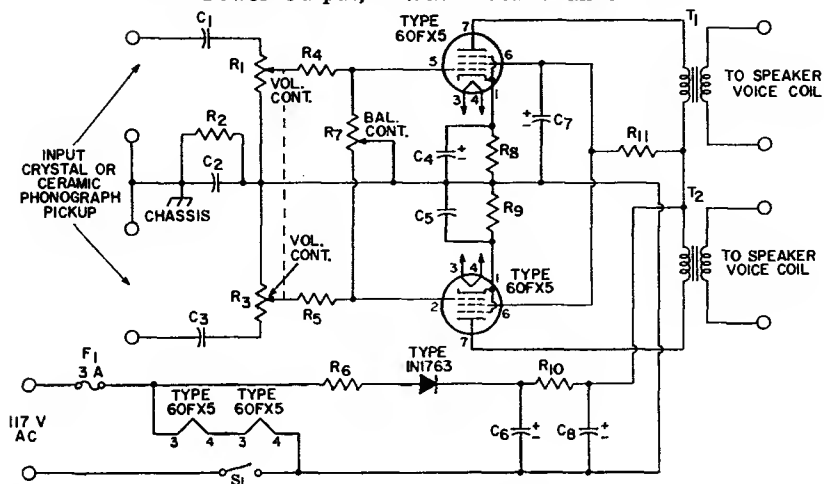 TYPE
60FX5
T1
C1
R1
R4
VOL.
CONT.
7
5
6
3
4
1
TO SPEAKER
VOICE COIL
R2
R7
BAL.
CONT.
C4
+
-
R8
+
-
C7
R11
INPUT
CRYSTAL OR
CERAMIC
PHONOGRAPH
PICKUP
C2
CHASSIS
C5
R9
T2
VOL.
CONT.
R3
R5
C3
3
4
1
2
6
7
TYPE
60FX5
TO SPEAKER
VOICE COIL
F1
3 A
TYPE
60FX5
TYPE
60FX5
R6
TYPE
IN1763
R10
117 V
AC
3
4
3
4
C6
+
-
C8
+
-
S1